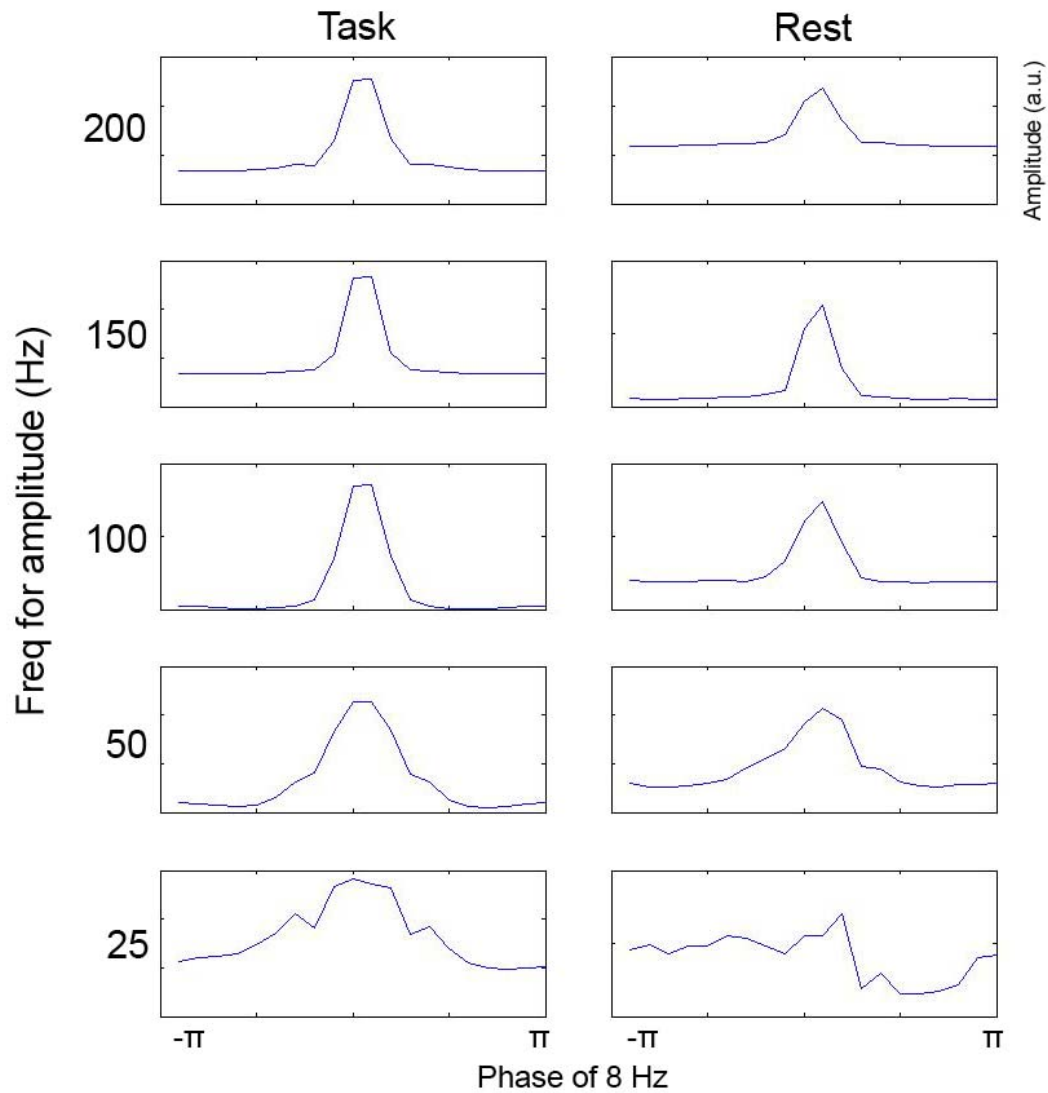 Task
Rest
Amplitude (a.u.)
Freq for amplitude (Hz)
200
150
100
50
25
-π
π
π
Phase of 8 Hz